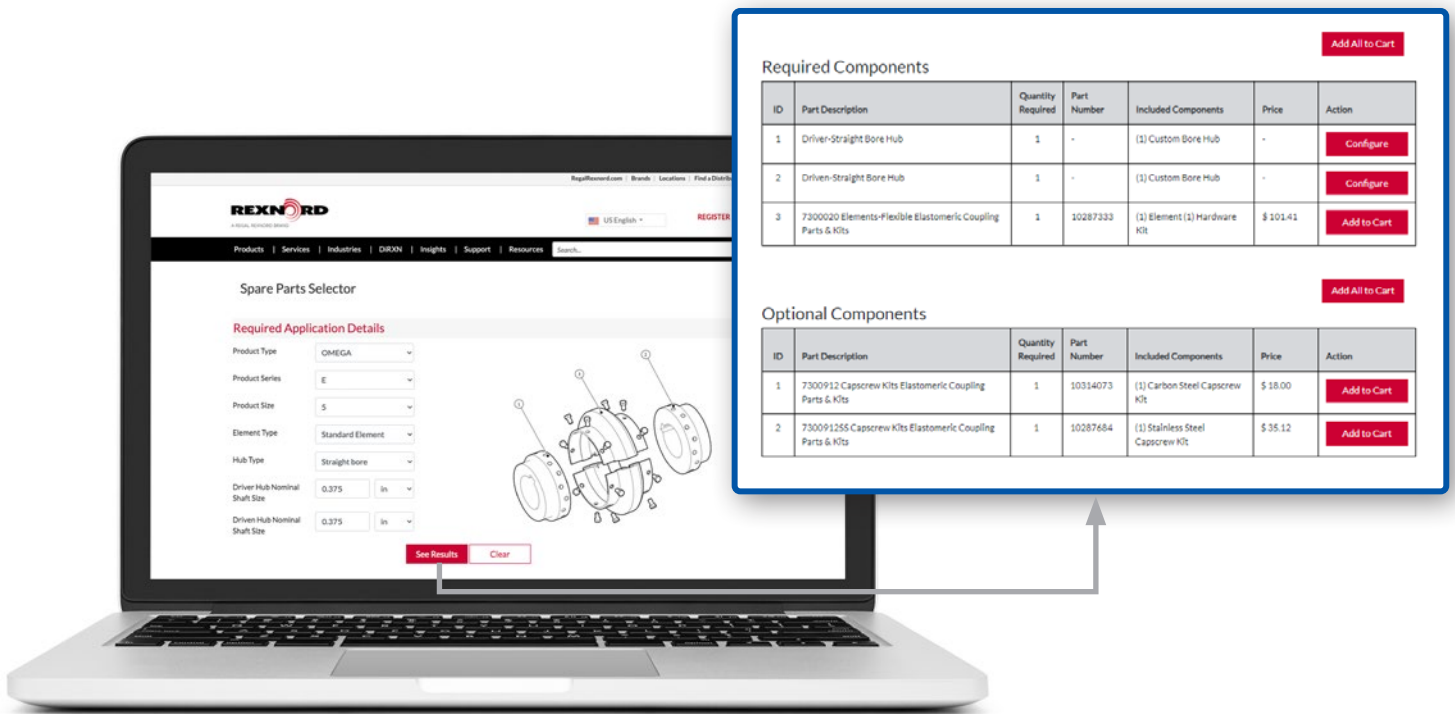 RegalRexnord.com | Brands | Locations | Find a Distrib
REXNORD
A REGAL REXNORD BRAND
US English
REGISTER
Products | Services | Industries | DiRXN | Insights | Support | Resources
Search...
Spare Parts Selector
Required Application Details
Product Type
OMEGA
Product Series
E
Product Size
5
Element Type
Standard Element
Hub Type
Straight bore
Driver Hub Nominal
Shaft Size
0.375 in
Driven Hub Nominal
Shaft Size
0.375 in
See Results Clear
Add All to Cart
Required Components
ID Part Description Quantity Required Part Number Included Components Price Action
1 Driver-Straight Bore Hub 1 - (1) Custom Bore Hub - Configure
2 Driven-Straight Bore Hub 1 - (1) Custom Bore Hub - Configure
3 7300020 Elements-Flexible Elastomeric Coupling 1 10287333 (1) Element (1) Hardware $ 101.41 Add to Cart
Parts & Kits Kit
Add All to Cart
Optional Components
ID Part Description Quantity Required Part Number Included Components Price Action
1 7300912 Capscrew Kits Elastomeric Coupling 1 10314073 (1) Carbon Steel Capscrew $ 18.00 Add to Cart
Parts & Kits Kit
2 7300912SS Capscrew Kits Elastomeric Coupling 1 10287684 (1) Stainless Steel $ 35.12 Add to Cart
Parts & Kits Capscrew Kit